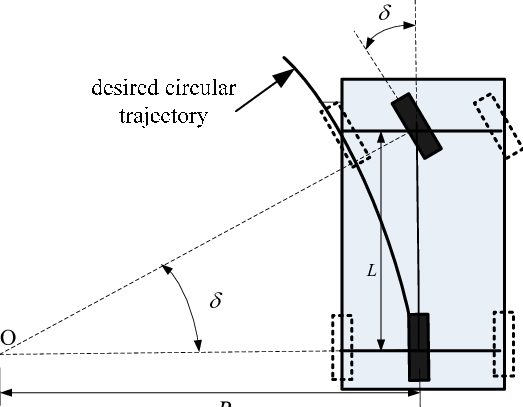 δ
desired circular
trajectory
L
δ
O